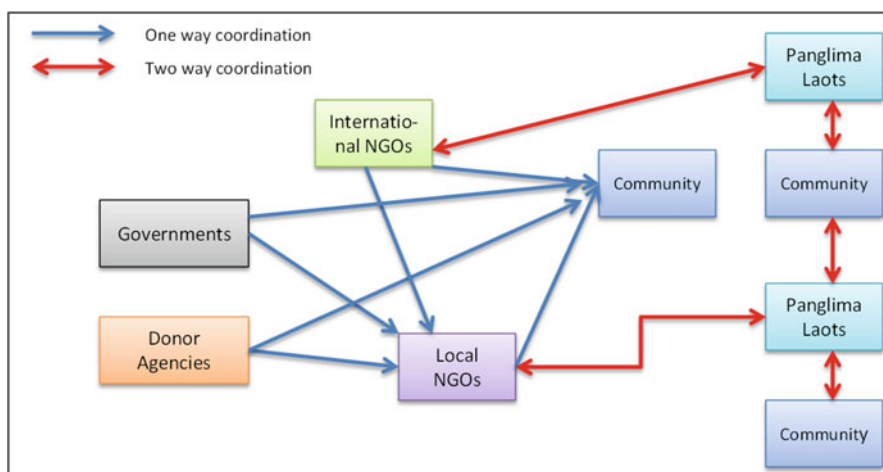 One way coordination
Two way coordination
Panglima
Laots
Internatio-
nal NGOs
Community
Community
Governments
Panglima
Laots
Donor
Agencies
Local
NGOs
Community